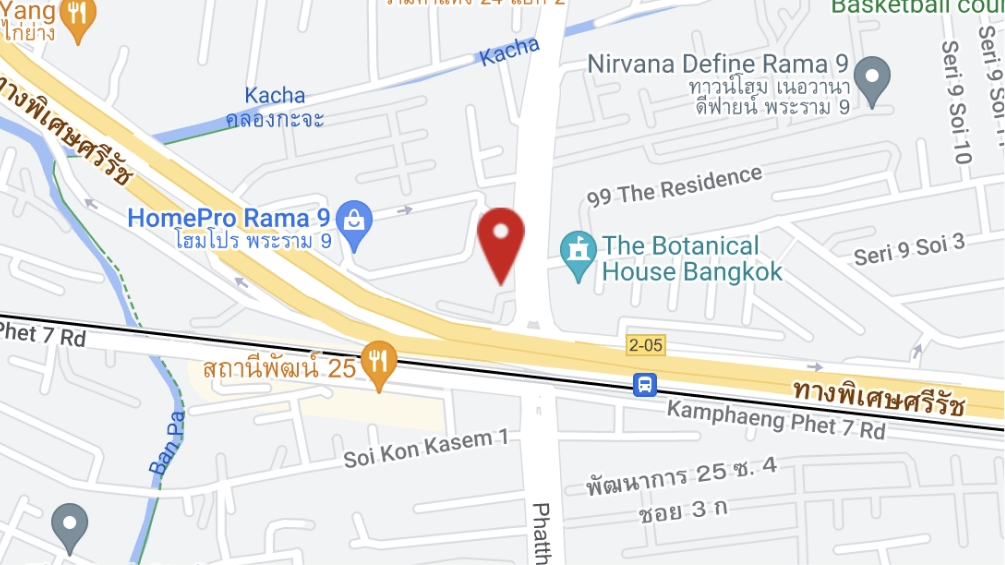 Yang
ไก่ย่าง
Basketball cour
Kacha
Nirvana Define Rama 9
ทาวน์โฮม เนอวานา
ดีฟายน์ พระราม 9
Seri 9 Soi 10
Seri 9 Soi 1
Kacha
คลองกะจะ
ทางพิเศษศรีรัช
99 The Residence
HomePro Rama 9
โฮมโปร พระราม 9
The Botanical
House Bangkok
Seri 9 Soi 3
Phet 7 Rd
2-05
สถานีพัฒน์ 25
ทางพิเศษศรีรัช
Kamphaeng Phet 7 Rd
Ban Pa
Soi Kon Kasem 1
พัฒนาการ 25 ซ. 4
ซอย 3 ก
Phatth